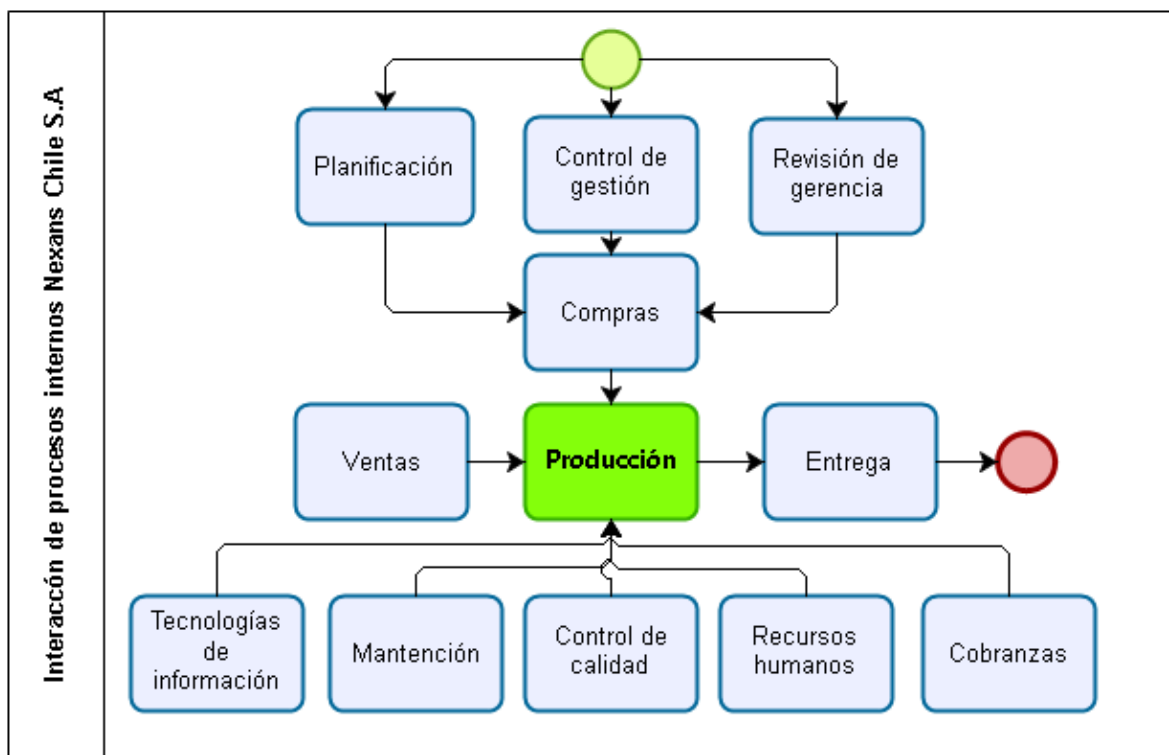 Interaccón de procesos internos Nexans Chile S.A
Planificación
Control de
gestión
Revisión de
gerencia
Compras
Ventas
Producción
Entrega
Tecnologías
de
información
Mantención
Control de
calidad
Recursos
humanos
Cobranzas